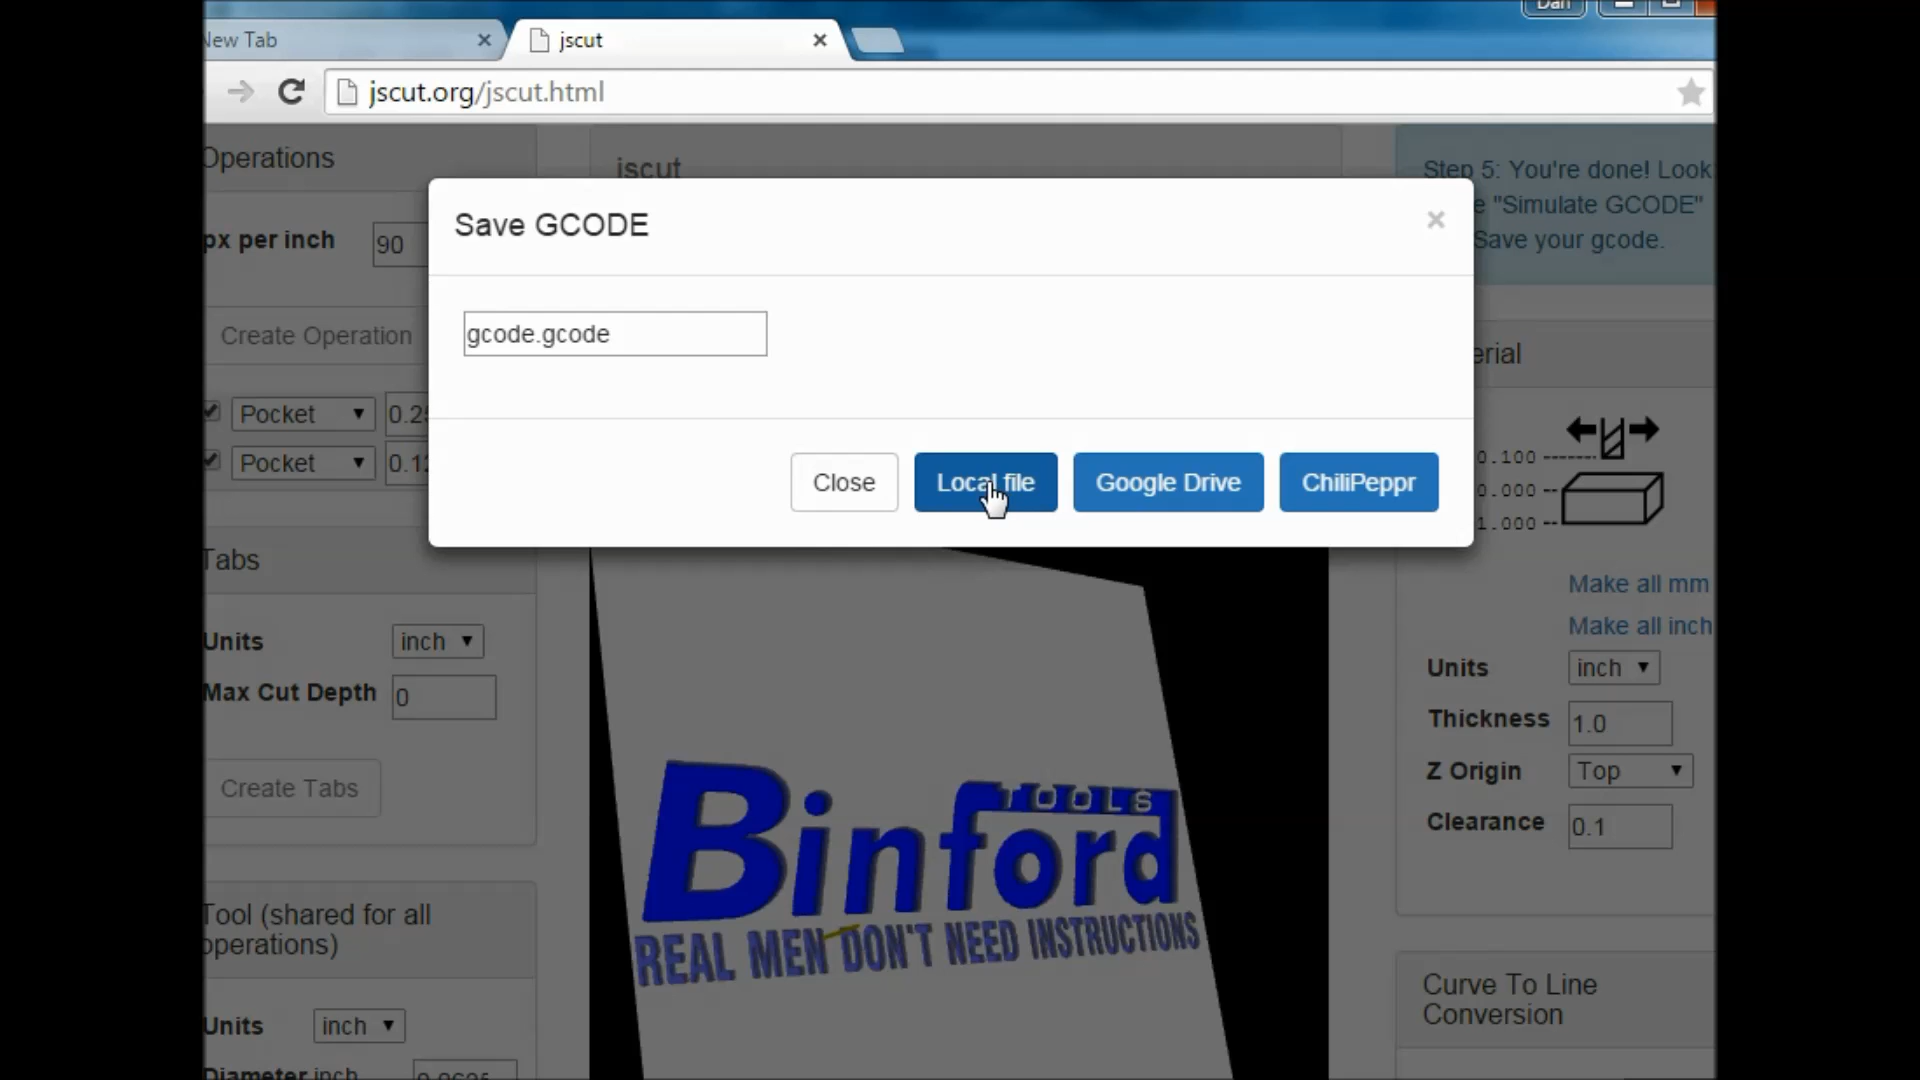 Dan
New Tab
jscut
jscut.org/jscut.html
Operations
jscut
Step 5: You're done! Look
"Simulate GCODE"
Save your gcode.
px per inch
90
Save GCODE
gcode.gcode
Create Operation
Pocket
Pocket
Close
Local file
Google Drive
ChiliPeppr
0.100
0.000
1.000
Make all mm
Make all inch
Tabs
Units inch
Max Cut Depth 0
Create Tabs
Units inch
Thickness 1.0
Z Origin Top
Clearance 0.1
Binford
TOOLS
REAL MEN DON'T NEED INSTRUCTIONS
Tool (shared for all
operations)
Units inch
Diameter inch
Curve To Line
Conversion